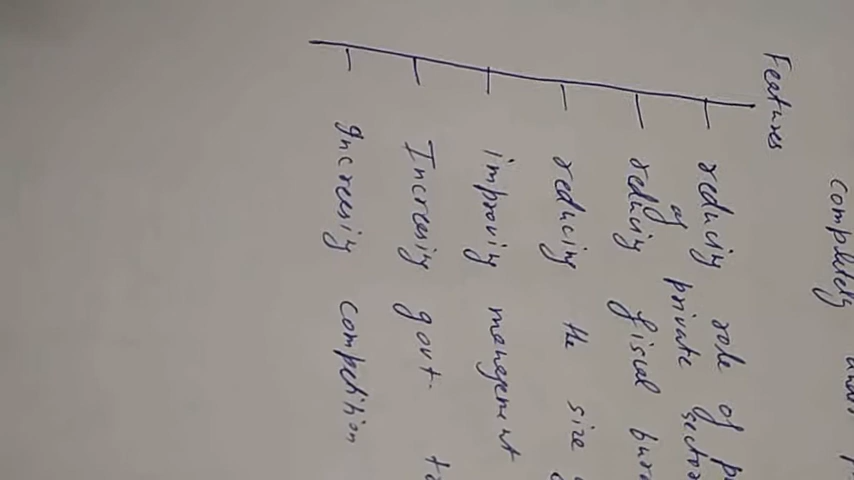 completely under
Features
reducing role of
of private sector
reducing fiscal
reducing the size
improving management
Increasing govt.
Increasing competition